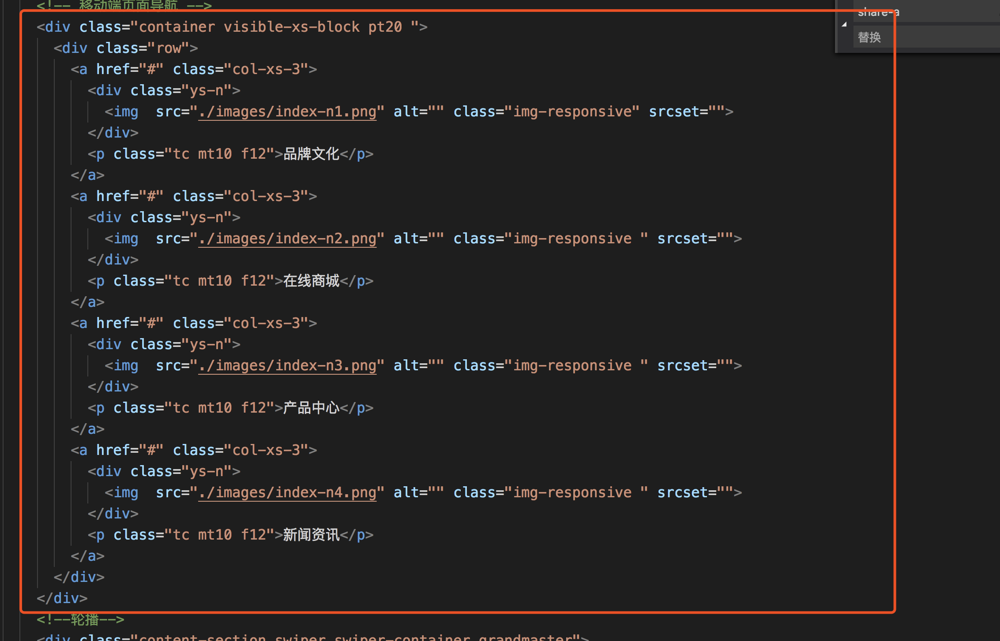 <!-- 移动端页面导航 -->
share-a
替换
<div class="container visible-xs-block pt20 ">
<div class="row">
<a href="#" class="col-xs-3">
<div class="ys-n">
<img  src="./images/index-n1.png" alt="" class="img-responsive" srcset="">
</div>
<p class="tc mt10 f12">品牌文化</p>
</a>
<a href="#" class="col-xs-3">
<div class="ys-n">
<img  src="./images/index-n2.png" alt="" class="img-responsive " srcset="">
</div>
<p class="tc mt10 f12">在线商城</p>
</a>
<a href="#" class="col-xs-3">
<div class="ys-n">
<img  src="./images/index-n3.png" alt="" class="img-responsive " srcset="">
</div>
<p class="tc mt10 f12">产品中心</p>
</a>
<a href="#" class="col-xs-3">
<div class="ys-n">
<img  src="./images/index-n4.png" alt="" class="img-responsive " srcset="">
</div>
<p class="tc mt10 f12">新闻资讯</p>
</a>
</div>
</div>
<!--轮播-->
<div class="content-section swiper swiper-container grandmaster">